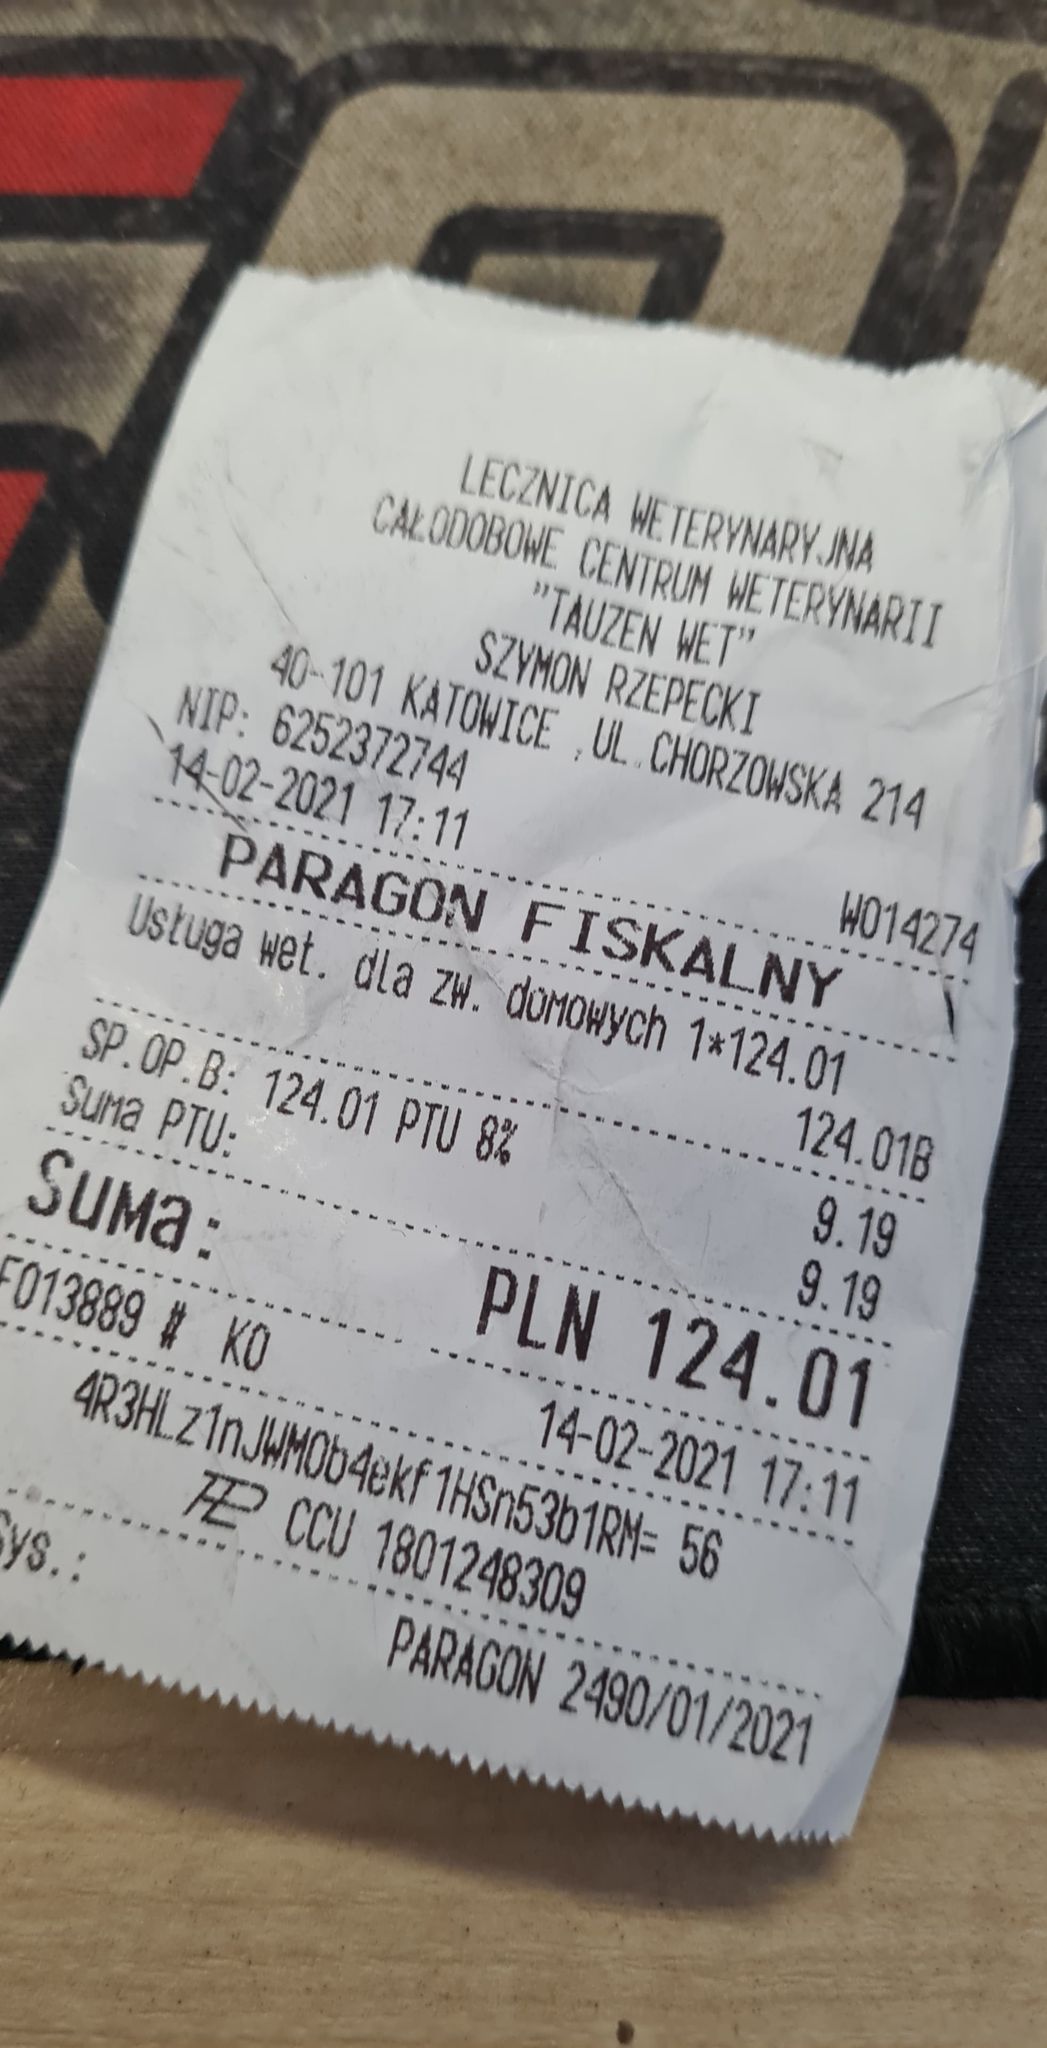 LECZNICA WETERYNARYJNA
CAŁODOBOWE CENTRUM WETERYNARII
"TAUZEN WET"
SZYMON RZEPECKI
40-101 KATOWICE , UL.CHORZOWSKA 214
NIP: 6252372744
14-02-2021 17:11 W014274
PARAGON FISKALNY
Usługa wet. dla zw. domowych 1*124.01
124.01B
SP.OP.B: 124.01 PTU 8% 9.19
Suma PTU: 9.19
Suma: PLN 124.01
F013889 # KO 14-02-2021 17:11
4R3HLz1nJWMOb4ekf1HSn53b1RM= 56
CCU 1801248309
Sys.: PARAGON 2490/01/2021